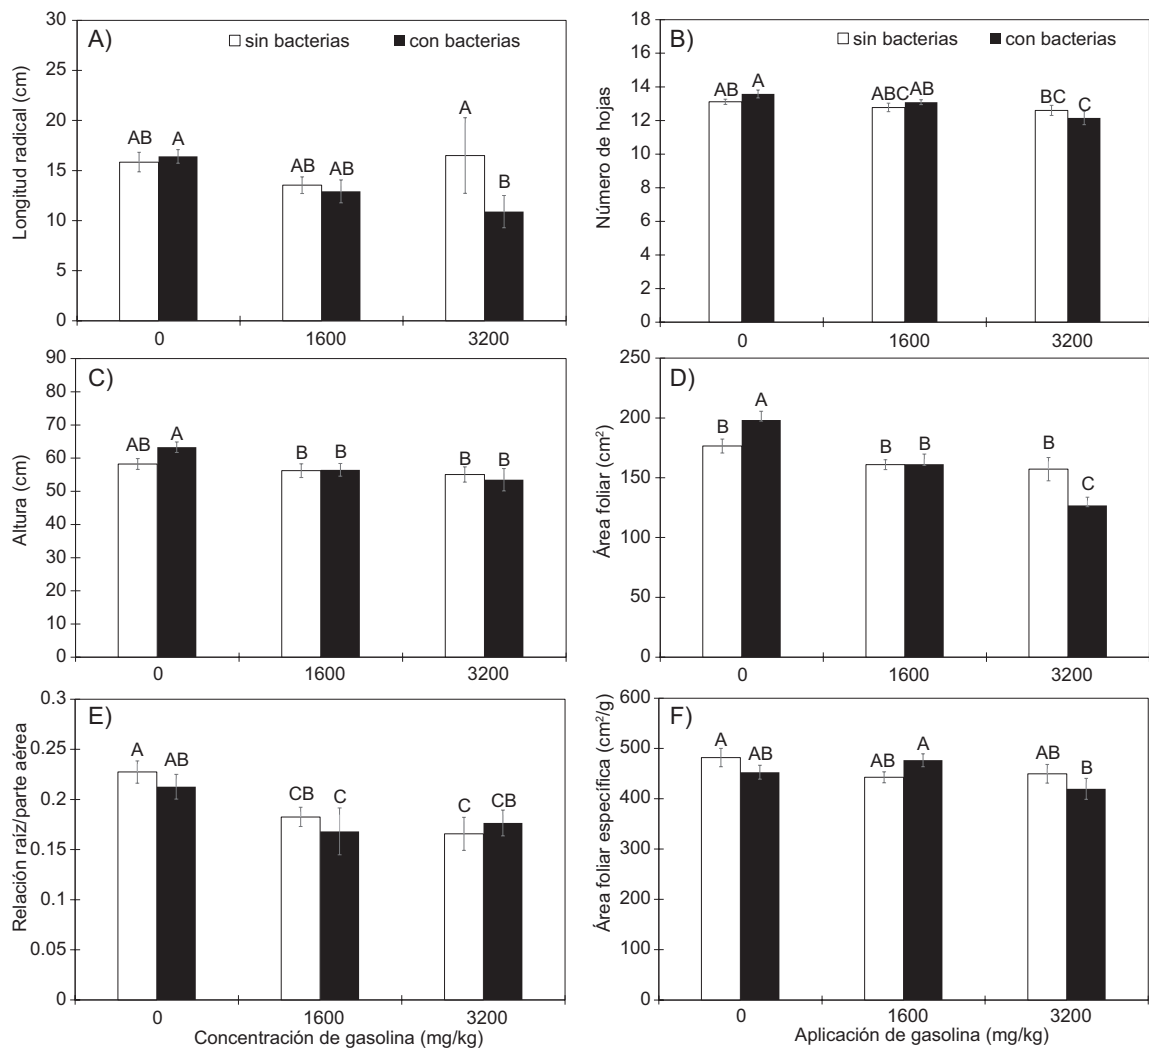 A)
sin bacterias con bacterias
Longitud radical (cm)
30
25
20
15
10
5
0
AB A AB AB A B
0 1600 3200
B)
sin bacterias con bacterias
Número de hojas
18
16
14
12
10
8
6
4
2
0
AB A ABC AB BC C
0 1600 3200
C)
Altura (cm)
90
80
70
60
50
40
30
20
10
0
AB A B B B B
0 1600 3200
D)
Área foliar (cm²)
250
200
150
100
50
0
B A B B B C
0 1600 3200
E)
Relación raíz/parte aérea
0.3
0.25
0.2
0.15
0.1
0.05
0
A AB CB C C CB
0 1600 3200
Concentración de gasolina (mg/kg)
F)
Área foliar específica (cm²/g)
600
500
400
300
200
100
0
A AB AB A AB B
0 1600 3200
Aplicación de gasolina (mg/kg)